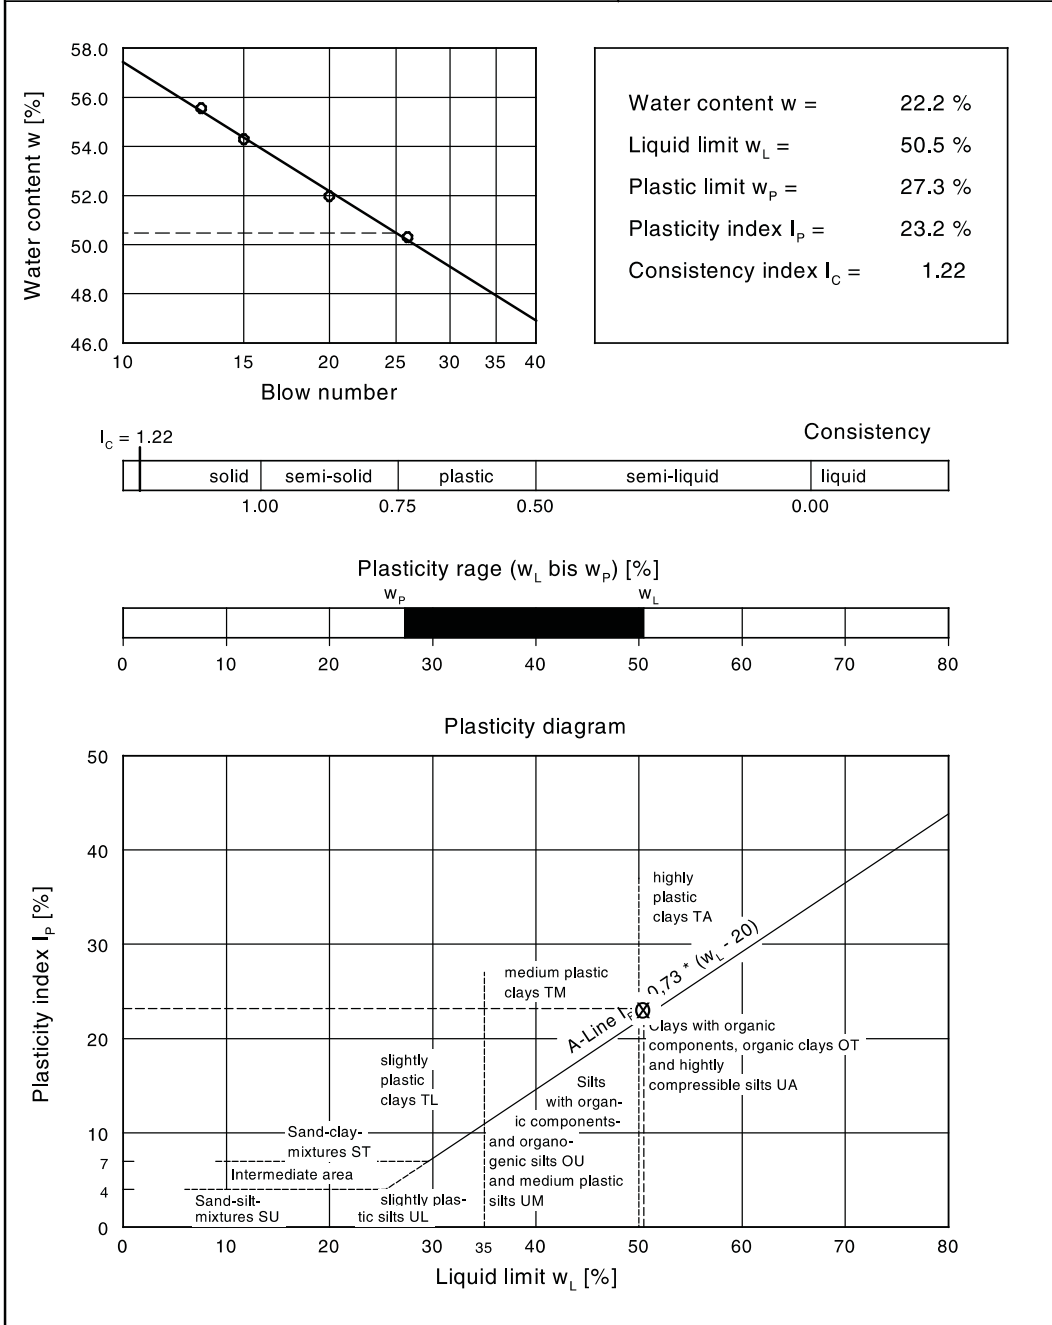 58.0
56.0
54.0
52.0
50.0
48.0
46.0
Water content w [%]
10 15 20 25 30 35 40
Blow number
Water content w = 22.2 %
Liquid limit wL = 50.5 %
Plastic limit wP = 27.3 %
Plasticity index IP = 23.2 %
Consistency index IC = 1.22
IC = 1.22
Consistency
solid semi-solid plastic semi-liquid liquid
1.00 0.75 0.50 0.00
Plasticity rage (wL bis wP) [%]
wP wL
0 10 20 30 40 50 60 70 80
Plasticity diagram
50
40
30
20
10
7
4
0
Plasticity index IP [%]
highly
plastic
clays TA
A-Line IP 0,73 * (wL - 20)
medium plastic
clays TM
slightly
plastic
clays TL
Clays with organic
components, organic clays OT
and hightly
compressible silts UA
Silts
with organ-
ic components-
and organo-
genic silts OU
and medium plastic
silts UM
Sand-clay-
mixtures ST
Intermediate area
Sand-silt-
mixtures SU
slightly plas-
tic silts UL
0 10 20 30 35 40 50 60 70 80
Liquid limit wL [%]